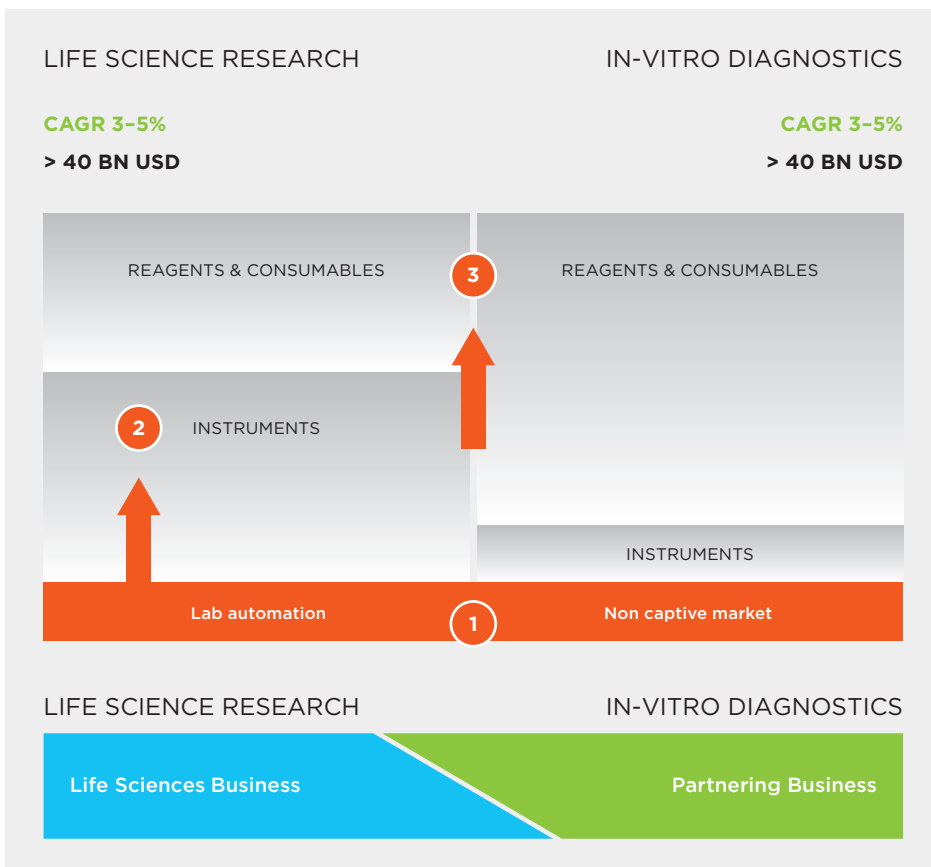 LIFE SCIENCE RESEARCH
IN-VITRO DIAGNOSTICS
CAGR 3–5%
CAGR 3–5%
> 40 BN USD
> 40 BN USD
REAGENTS & CONSUMABLES
3
REAGENTS & CONSUMABLES
2
INSTRUMENTS
INSTRUMENTS
Lab automation
1
Non captive market
LIFE SCIENCE RESEARCH
IN-VITRO DIAGNOSTICS
Life Sciences Business
Partnering Business